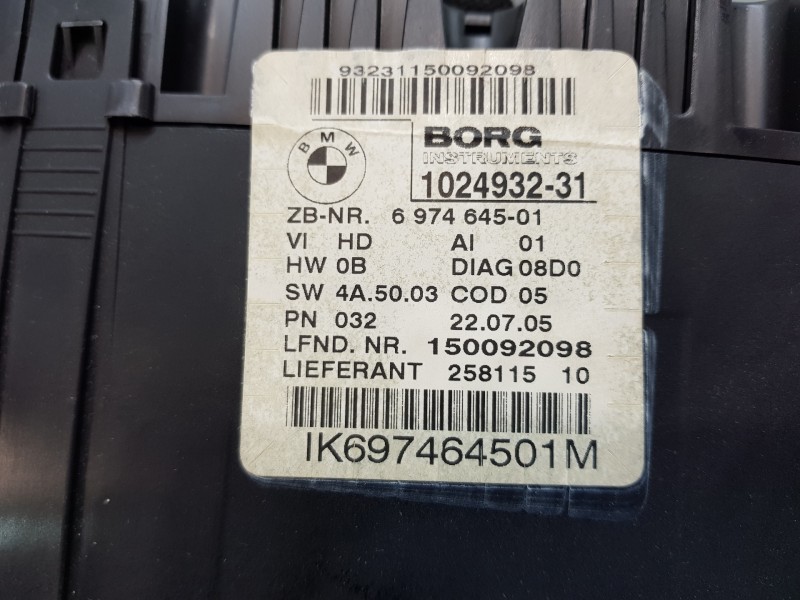 93231150092098
BMW
BORG
INSTRUMENTS
1024932-31
ZB-NR. 6 974 645-01
VI HD AI 01
HW 0B DIAG 08D0
SW 4A.50.03 COD 05
PN 032 22.07.05
LFND. NR. 150092098
LIEFERANT 258115 10
IK697464501M